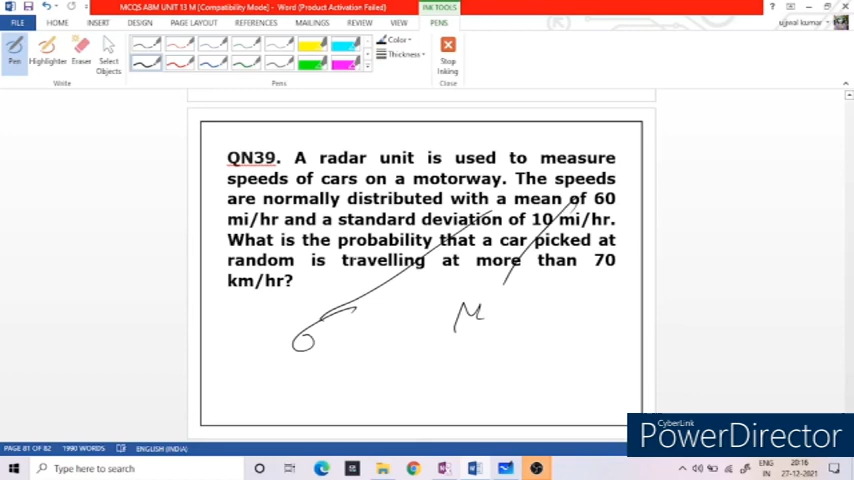 MCQS ABM UNIT 13 M [Compatibility Mode] - Word (Product Activation Failed)
INK TOOLS
FILE HOME INSERT DESIGN PAGE LAYOUT REFERENCES MAILINGS REVIEW VIEW PENS
ujjwal kumar
Pen Highlighter Eraser Select Objects
Color
Thickness
Stop Inking
Write Pens Close
QN39. A radar unit is used to measure
speeds of cars on a motorway. The speeds
are normally distributed with a mean of 60
mi/hr and a standard deviation of 10 mi/hr.
What is the probability that a car picked at
random is travelling at more than 70
km/hr?
σ M
CyberLink
PowerDirector
PAGE 81 OF 82 1990 WORDS ENGLISH (INDIA)
Type here to search
ENG
IN
20:16
27-12-2021